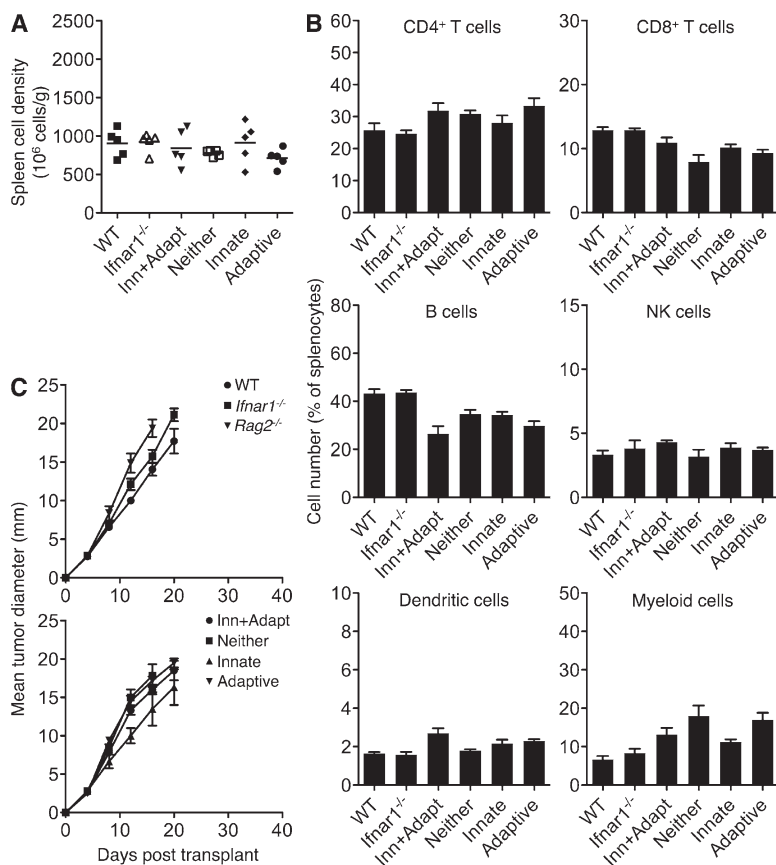 A
Spleen cell density
(10⁶ cells/g)
2500
2000
1500
1000
500
0
WT
Ifnar1⁻/⁻
Inn+Adapt
Neither
Innate
Adaptive
B
Cell number (% of splenocytes)
CD4⁺ T cells
60
50
40
30
20
10
0
WT
Ifnar1⁻/⁻
Inn+Adapt
Neither
Innate
Adaptive
CD8⁺ T cells
30
20
10
0
WT
Ifnar1⁻/⁻
Inn+Adapt
Neither
Innate
Adaptive
B cells
80
60
40
20
0
WT
Ifnar1⁻/⁻
Inn+Adapt
Neither
Innate
Adaptive
NK cells
15
10
5
0
WT
Ifnar1⁻/⁻
Inn+Adapt
Neither
Innate
Adaptive
Dendritic cells
10
8
6
4
2
0
WT
Ifnar1⁻/⁻
Inn+Adapt
Neither
Innate
Adaptive
Myeloid cells
50
40
30
20
10
0
WT
Ifnar1⁻/⁻
Inn+Adapt
Neither
Innate
Adaptive
C
Mean tumor diameter (mm)
25
20
15
10
5
0
WT
Ifnar1⁻/⁻
Rag2⁻/⁻
0 10 20 30 40
25
20
15
10
5
0
Inn+Adapt
Neither
Innate
Adaptive
0 10 20 30 40
Days post transplant